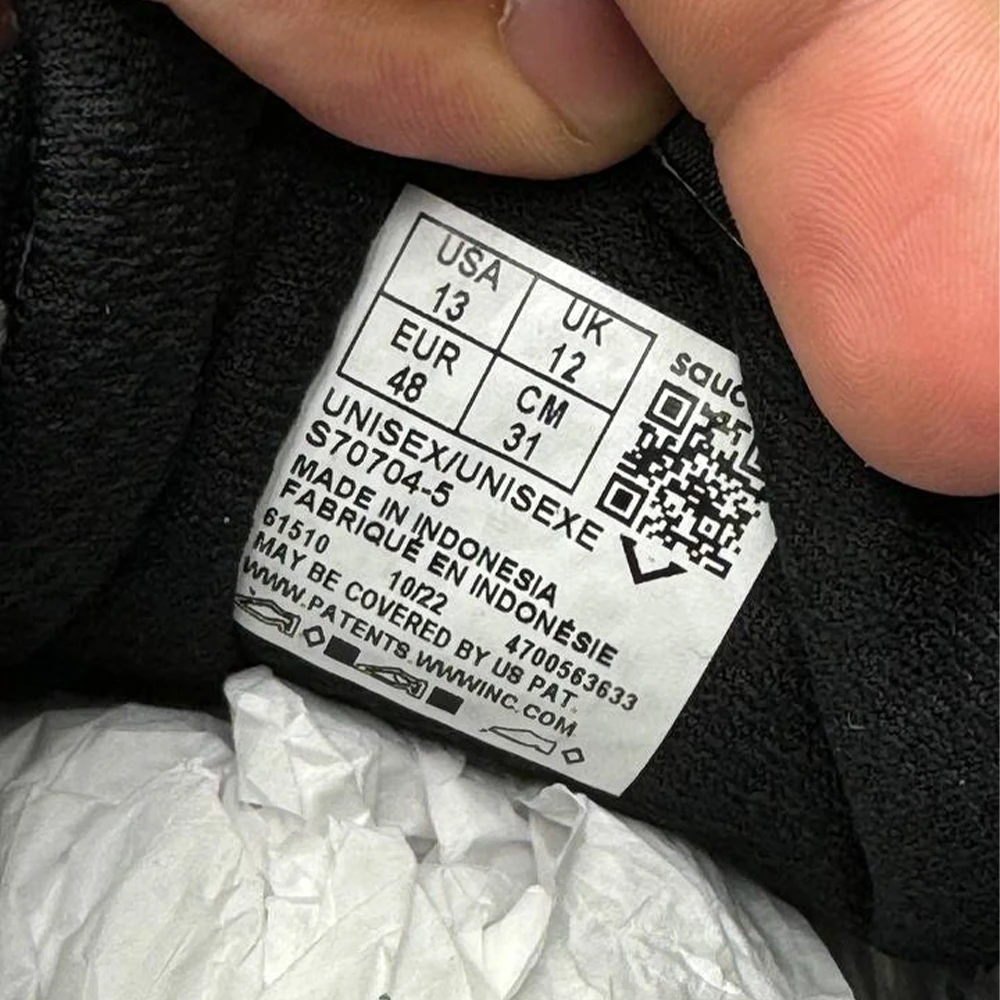 USA
13
UK
12
EUR
48
CM
31
sauc
UNISEX/UNISEXE
S70704-5
MADE IN INDONESIA
FABRIQUÉ EN INDONÉSIE
61510 10/22 4700563633
MAY BE COVERED BY US PAT.
WWW.PATENTS.WWWINC.COM